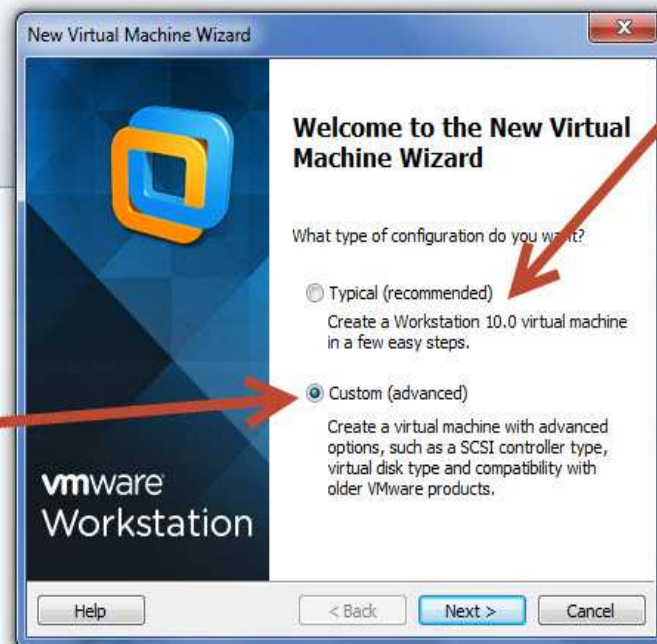 New Virtual Machine Wizard
Welcome to the New Virtual
Machine Wizard
What type of configuration do you want?
Typical (recommended)
Create a Workstation 10.0 virtual machine
in a few easy steps.
Custom (advanced)
Create a virtual machine with advanced
options, such as a SCSI controller type,
virtual disk type and compatibility with
older VMware products.
vmware
Workstation
Help
< Back
Next >
Cancel